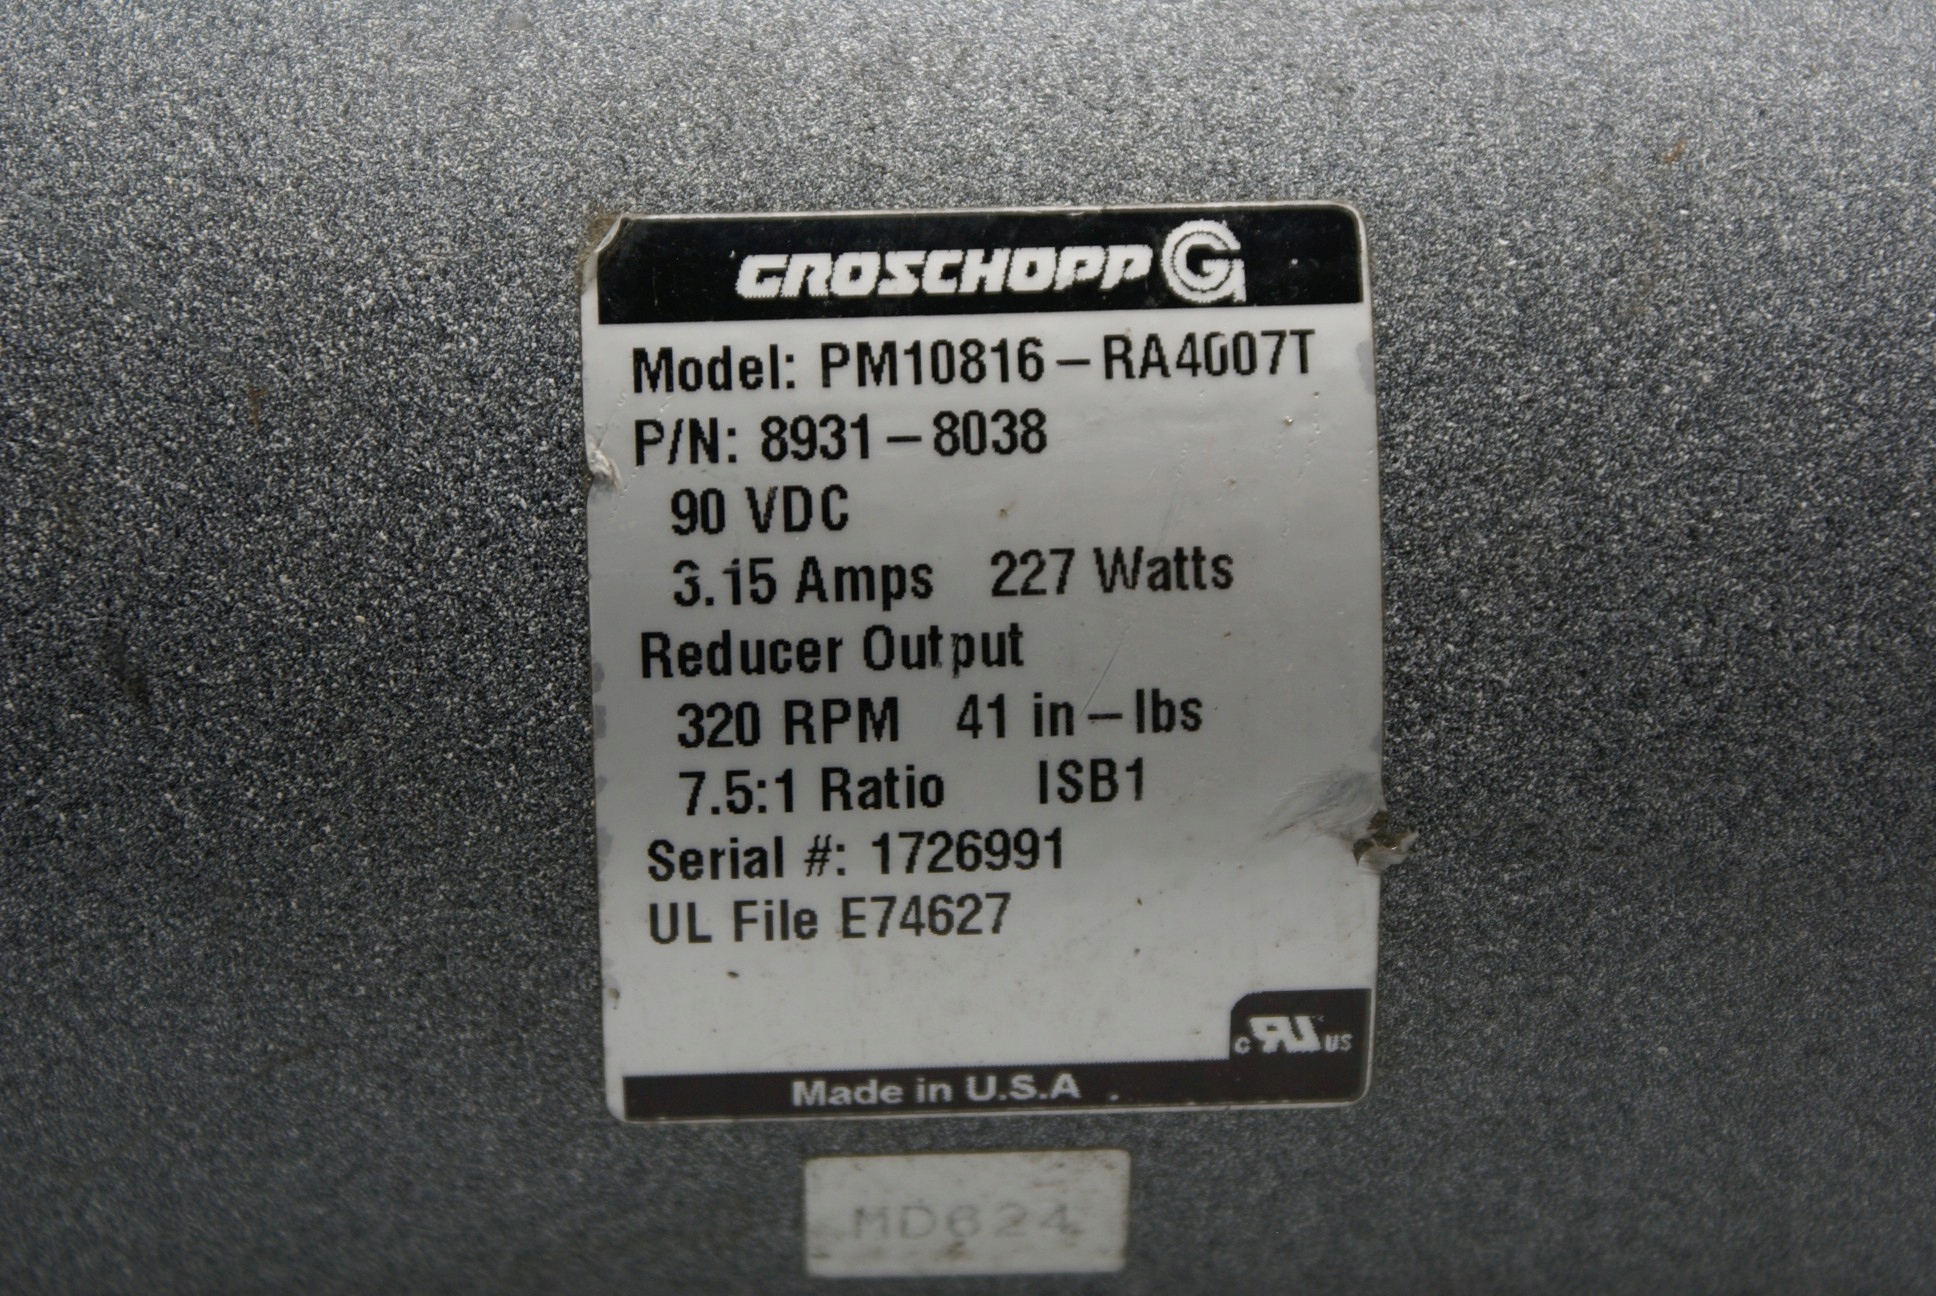 GROSCHOPP G
Model: PM10816-RA4007T
P/N: 8931-8038
90 VDC
3.15 Amps 227 Watts
Reducer Output
320 RPM 41 in-lbs
7.5:1 Ratio ISB1
Serial #: 1726991
UL File E74627
c RU US
Made in U.S.A.
MD624